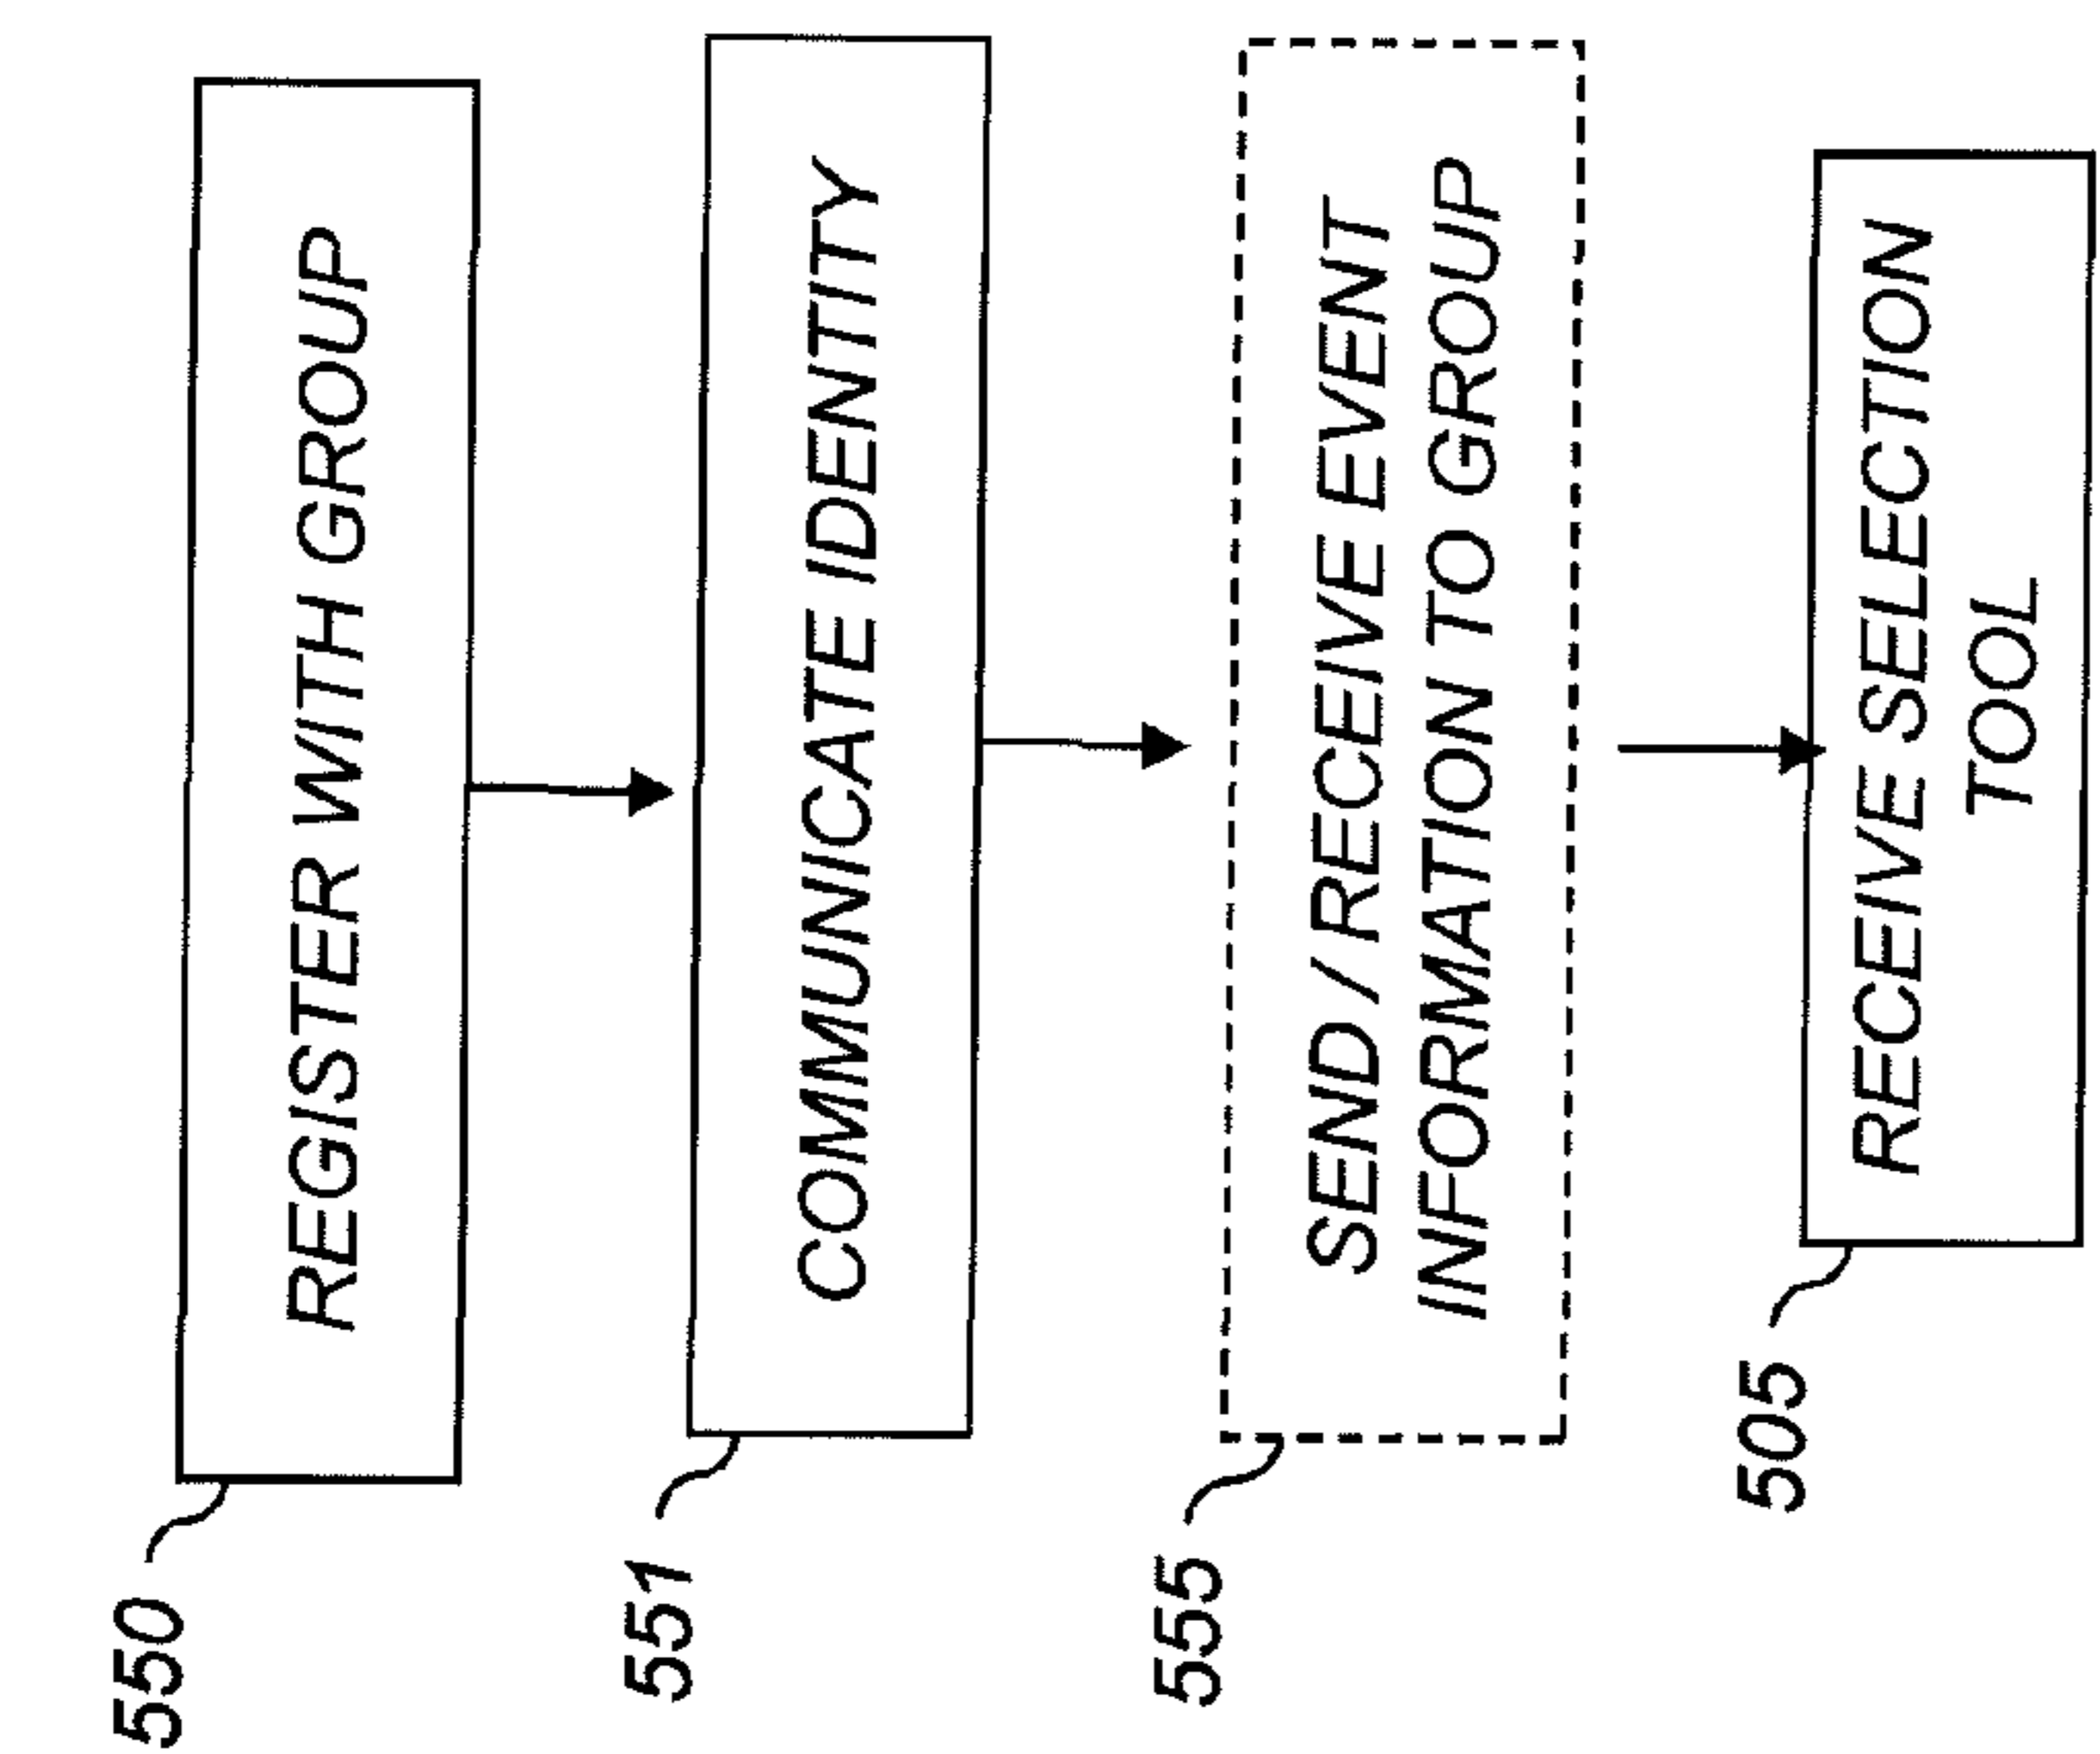 550
REGISTER WITH GROUP
551
COMMUNICATE IDENTITY
555
SEND / RECEIVE EVENT
INFORMATION TO GROUP
505
RECEIVE SELECTION
TOOL